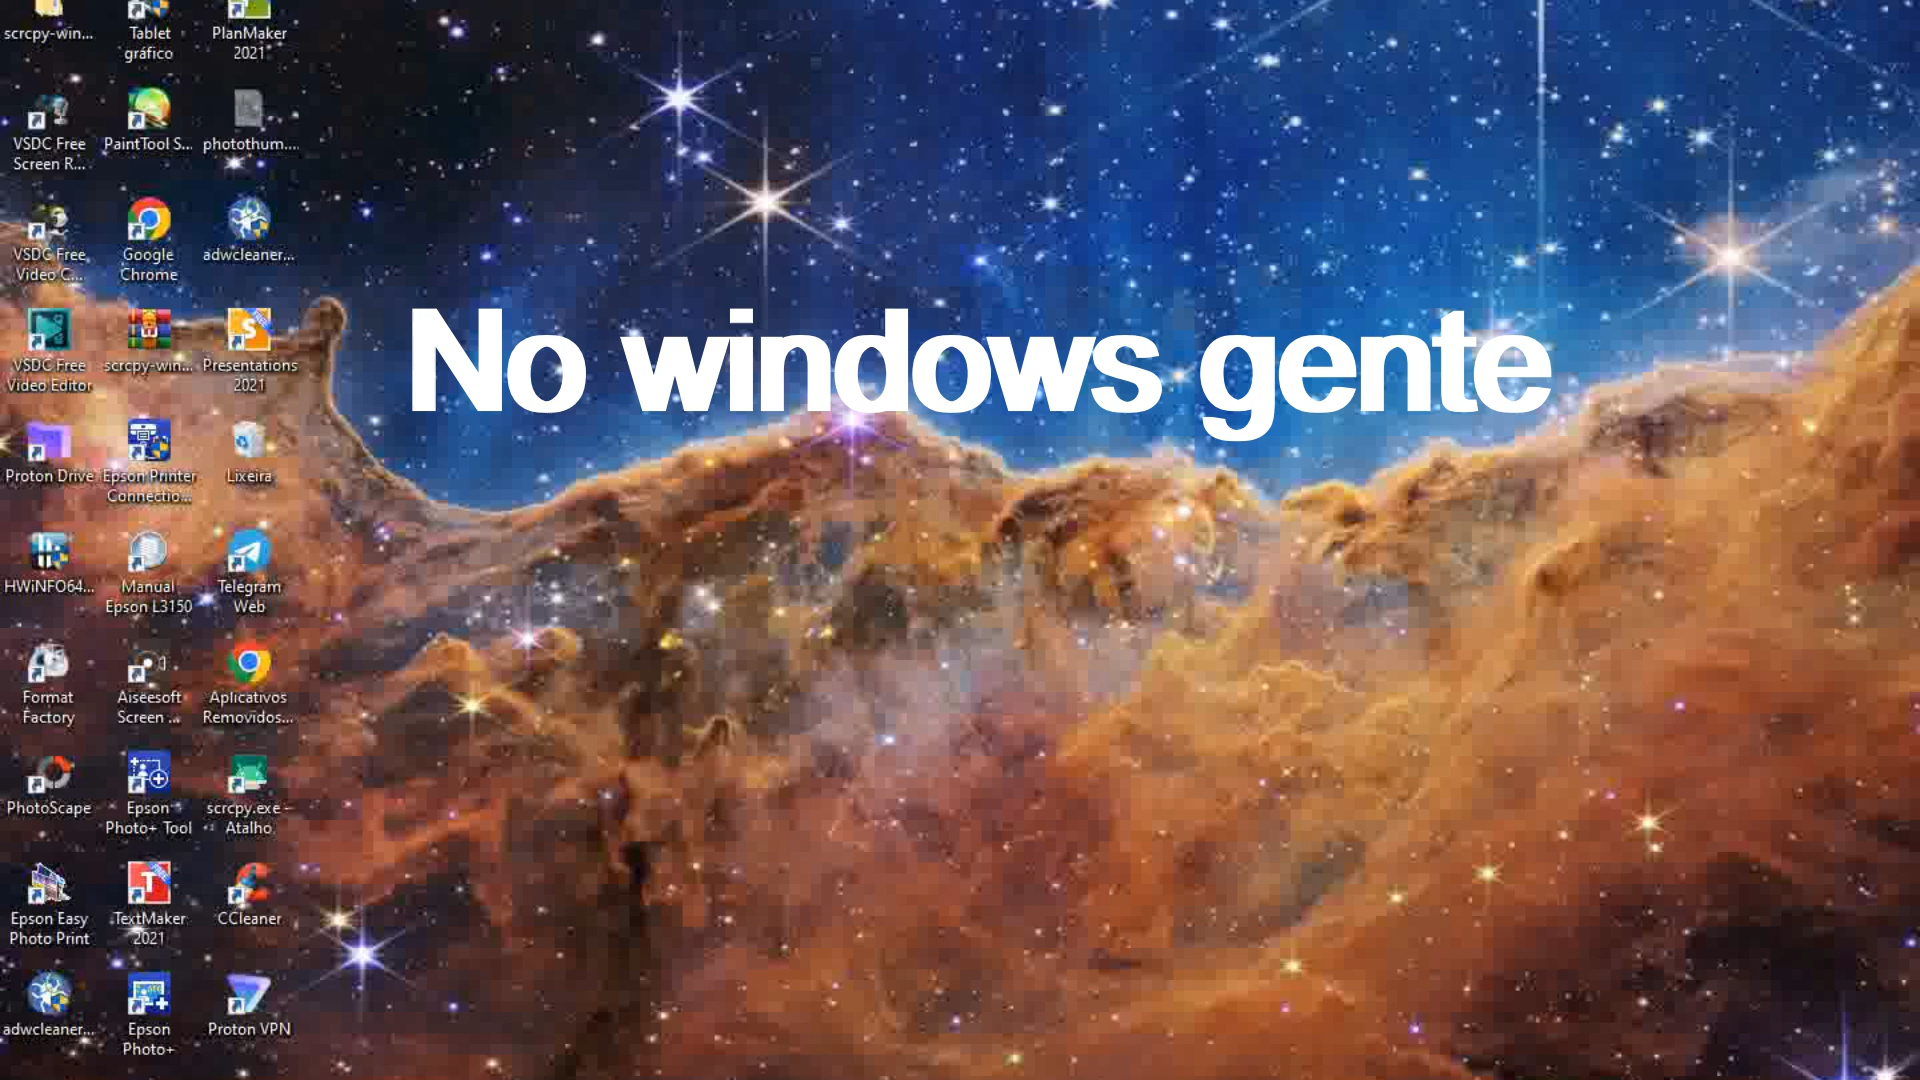 scrcpy-win...
Tablet
gráfico
PlanMaker
2021
VSDC Free
Screen R...
PaintTool S...
photothum....
VSDC Free
Video C...
Google
Chrome
adwcleaner...
No windows gente
VSDC Free
Video Editor
scrcpy-win...
Presentations
2021
Proton Drive
Epson Printer
Connectio...
Lixeira
HWiNFO64...
Manual
Epson L3150
Telegram
Web
Format
Factory
Aiseesoft
Screen ...
Aplicativos
Removidos...
PhotoScape
Epson
Photo+ Tool
scrcpy.exe -
Atalho
Epson Easy
Photo Print
TextMaker
2021
CCleaner
adwcleaner...
Epson
Photo+
Proton VPN